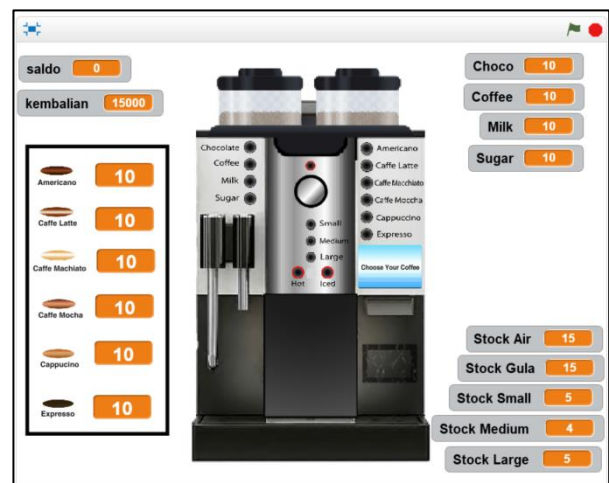 saldo 0
kembalian 15000
Americano 10
Caffe Latte 10
Caffe Machiato 10
Caffe Mocha 10
Cappucino 10
Expresso 10
Chocolate
Coffee
Milk
Sugar
Small
Medium
Large
Hot Iced
Americano
Caffe Latte
Caffe Macchiato
Caffe Moccha
Cappuccino
Expresso
Choose Your Coffee
Choco 10
Coffee 10
Milk 10
Sugar 10
Stock Air 15
Stock Gula 15
Stock Small 5
Stock Medium 4
Stock Large 5